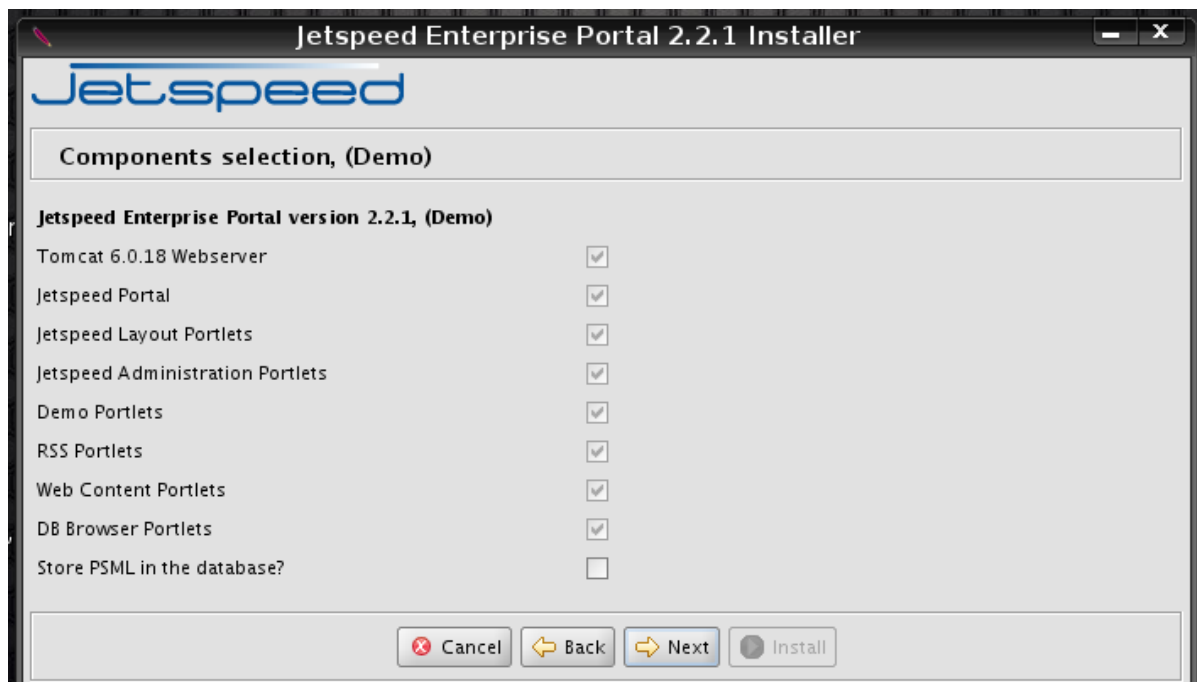 Jetspeed Enterprise Portal 2.2.1 Installer
Jetspeed
Components selection, (Demo)
Jetspeed Enterprise Portal version 2.2.1, (Demo)
Tomcat 6.0.18 Webserver
Jetspeed Portal
Jetspeed Layout Portlets
Jetspeed Administration Portlets
Demo Portlets
RSS Portlets
Web Content Portlets
DB Browser Portlets
Store PSML in the database?
Cancel Back Next Install